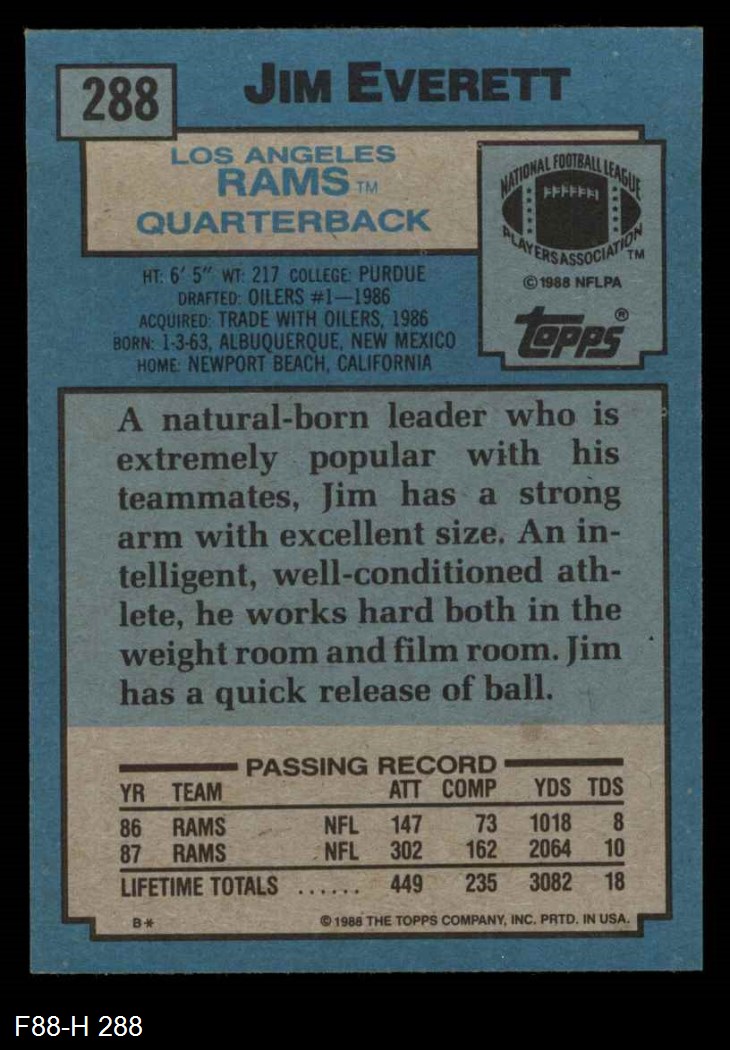 288
JIM EVERETT
LOS ANGELES
RAMS TM
QUARTERBACK
NATIONAL FOOTBALL LEAGUE
PLAYERS ASSOCIATION TM
© 1988 NFLPA
topps®
HT: 6' 5" WT: 217 COLLEGE: PURDUE
DRAFTED: OILERS #1—1986
ACQUIRED: TRADE WITH OILERS, 1986
BORN: 1-3-63, ALBUQUERQUE, NEW MEXICO
HOME: NEWPORT BEACH, CALIFORNIA
A natural-born leader who is
extremely popular with his
teammates, Jim has a strong
arm with excellent size. An in-
telligent, well-conditioned ath-
lete, he works hard both in the
weight room and film room. Jim
has a quick release of ball.
PASSING RECORD
YR TEAM ATT COMP YDS TDS
86 RAMS NFL 147 73 1018 8
87 RAMS NFL 302 162 2064 10
LIFETIME TOTALS ...... 449 235 3082 18
B* © 1988 THE TOPPS COMPANY, INC. PRTD. IN USA.
F88-H 288